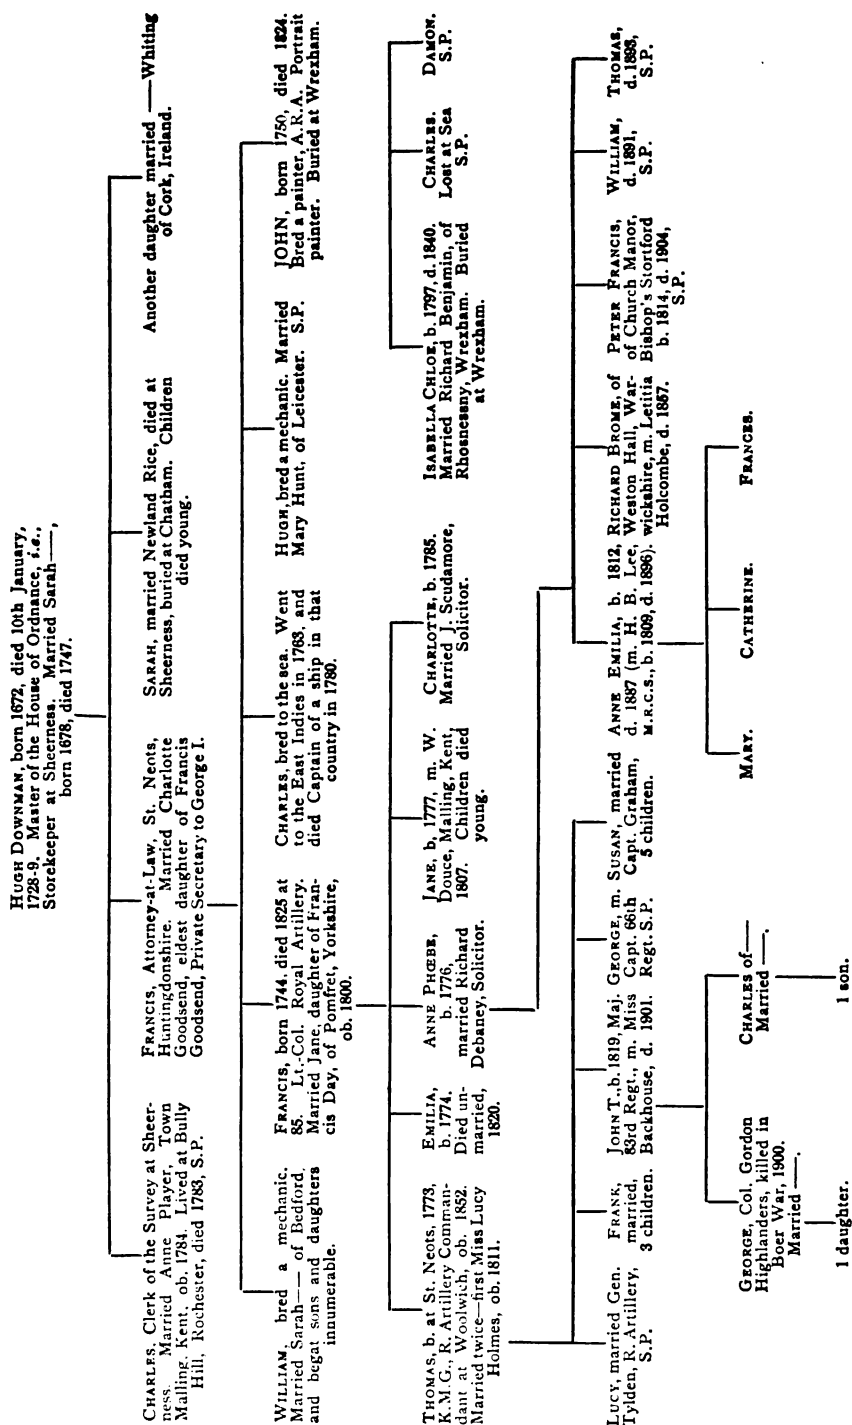 HUGH DOWNMAN, born 1672, died 10th January,
1728-9. Master of the House of Ordnance, i.e.,
Storekeeper at Sheerness. Married Sarah——,
born 1678, died 1747.
CHARLES, Clerk of the Survey at Sheer-
ness. Married Anne Player, Town
Malling, Kent, ob. 1784. Lived at Bully
Hill, Rochester, died 1783, S.P.
FRANCIS, Attorney-at-Law, St. Neots,
Huntingdonshire. Married Charlotte
Goodsend, eldest daughter of Francis
Goodsend, Private Secretary to George I.
SARAH, married Newland Rice, died at
Sheerness, buried at Chatham. Children
died young.
Another daughter married ——Whiting
of Cork, Ireland.
WILLIAM, bred a mechanic.
Married Sarah—— of Bedford,
and begat sons and daughters
innumerable.
FRANCIS, born 1744, died 1825 at
85. Lt.-Col. Royal Artillery.
Married Jane, daughter of Fran-
cis Day, of Pomfret, Yorkshire,
ob. 1800.
CHARLES, bred to the sea. Went
to the East Indies in 1763, and
died Captain of a ship in that
country in 1780.
HUGH, bred a mechanic. Married
Mary Hunt, of Leicester. S.P.
JOHN, born 1750, died 1824.
Bred a painter, A.R.A. Portrait
painter. Buried at Wrexham.
THOMAS, b. at St. Neots, 1773,
K.M.G., R. Artillery Comman-
dant at Woolwich, ob. 1852.
Married twice—first Miss Lucy
Holmes, ob. 1811.
EMILIA,
b. 1774.
Died un-
married,
1820.
ANNE PHŒBE,
b. 1776,
married Richard
Debaney, Solicitor.
JANE, b, 1777, m. W.
Douce, Malling, Kent,
1807. Children died
young.
CHARLOTTE, b. 1785.
Married J. Scudamore,
Solicitor.
ISABELLA CHLOE, b. 1797, d. 1840.
Married Richard Benjamin, of
Rhosnesany, Wrexham. Buried
at Wrexham.
CHARLES.
Lost at Sea
S.P.
DAMON.
S.P.
LUCY, married Gen.
Tylden, R. Artillery,
S.P.
FRANK,
married,
3 children.
JOHN T., b. 1819, Maj.
83rd Regt., m. Miss
Backhouse, d. 1901.
GEORGE, m.
Capt. 66th
Regt. S.P.
SUSAN, married
Capt. Graham,
5 children.
ANNE EMILIA, b. 1812,
d. 1887 (m. H. B. Lee,
M.R.C.S., b. 1809, d. 1896).
RICHARD BROME, of
Weston Hall, War-
wickshire, m. Letitia
Holcombe, d. 1857.
PETER FRANCIS,
of Church Manor,
Bishop's Stortford
b. 1814, d. 1904,
S.P.
WILLIAM,
d. 1891,
S.P.
THOMAS,
d. 1893,
S.P.
GEORGE, Col. Gordon
Highlanders, killed in
Boer War, 1900.
Married ——.
CHARLES of——
Married ——.
MARY.
CATHERINE.
FRANCES.
1 daughter.
1 son.